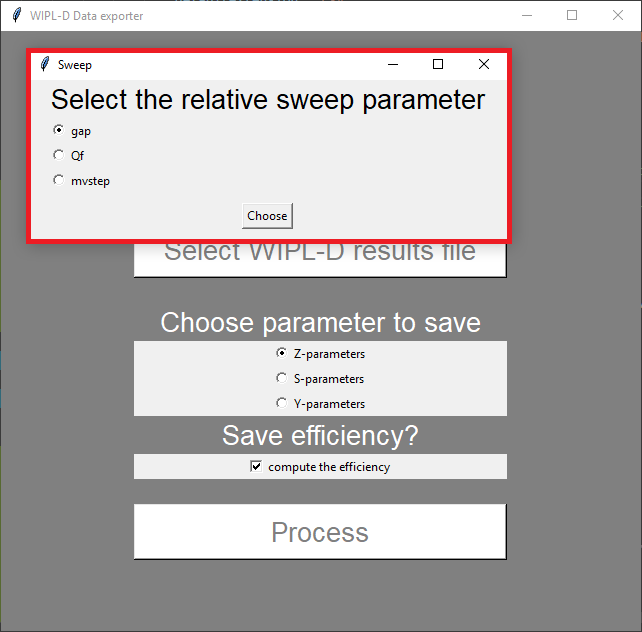 WIPL-D Data exporter
Sweep
Select the relative sweep parameter
gap
Qf
mvstep
Choose
Select WIPL-D results file
Choose parameter to save
Z-parameters
S-parameters
Y-parameters
Save efficiency?
compute the efficiency
Process